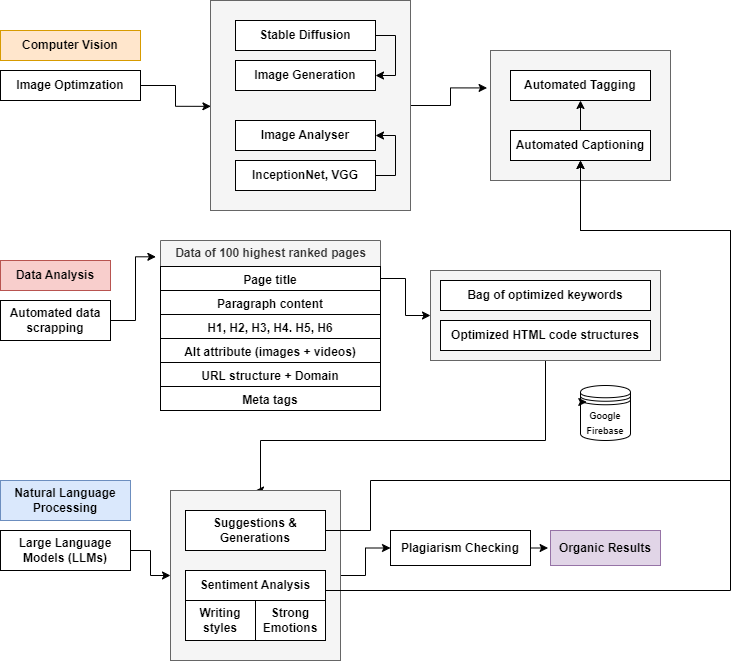 Computer Vision
Image Optimzation
Stable Diffusion
Image Generation
Image Analyser
InceptionNet, VGG
Automated Tagging
Automated Captioning
Data Analysis
Automated data
scrapping
Data of 100 highest ranked pages
Page title
Paragraph content
H1, H2, H3, H4. H5, H6
Alt attribute (images + videos)
URL structure + Domain
Meta tags
Bag of optimized keywords
Optimized HTML code structures
Google
Firebase
Natural Language
Processing
Large Language
Models (LLMs)
Suggestions &
Generations
Sentiment Analysis
Writing
styles
Strong
Emotions
Plagiarism Checking
Organic Results